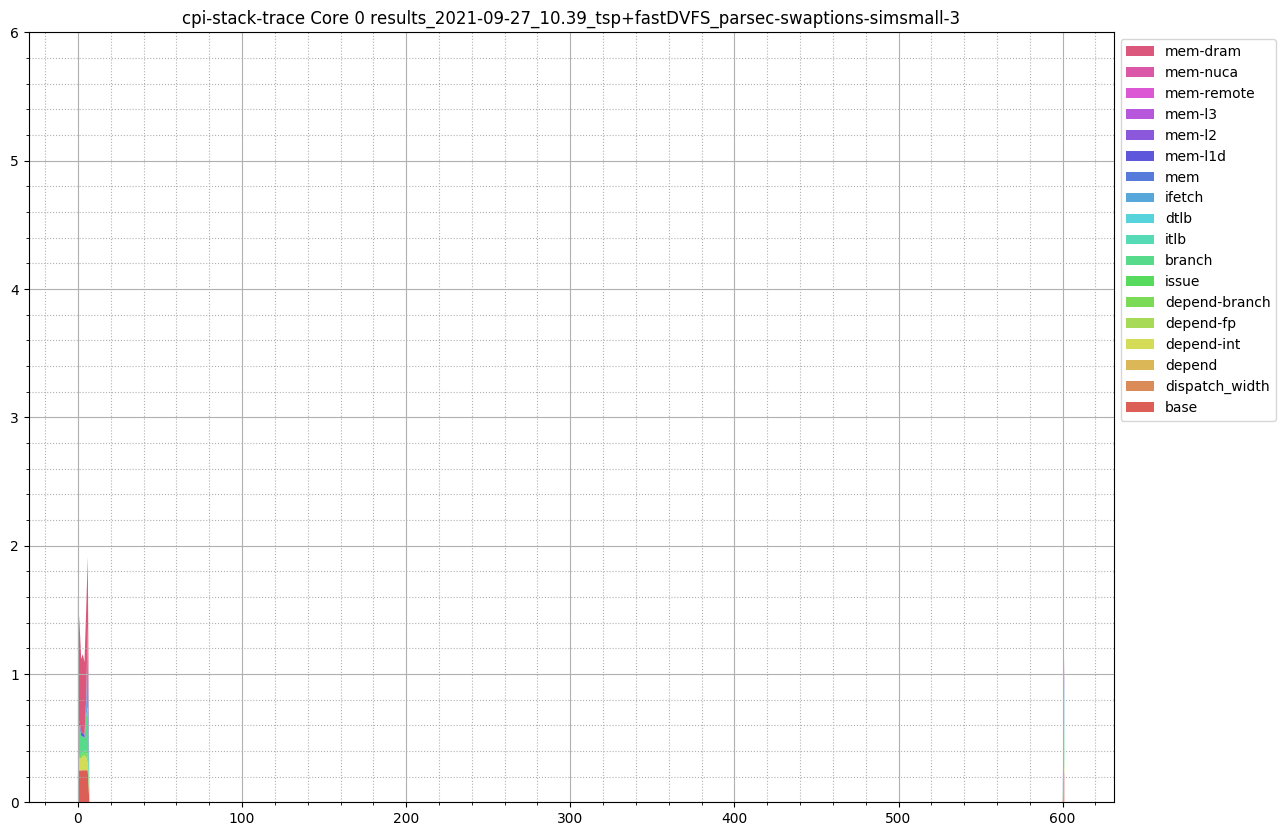 cpi-stack-trace Core 0 results_2021-09-27_10.39_tsp+fastDVFS_parsec-swaptions-simsmall-3
6
5
4
3
2
1
0
0 100 200 300 400 500 600
mem-dram
mem-nuca
mem-remote
mem-l3
mem-l2
mem-l1d
mem
ifetch
dtlb
itlb
branch
issue
depend-branch
depend-fp
depend-int
depend
dispatch_width
base